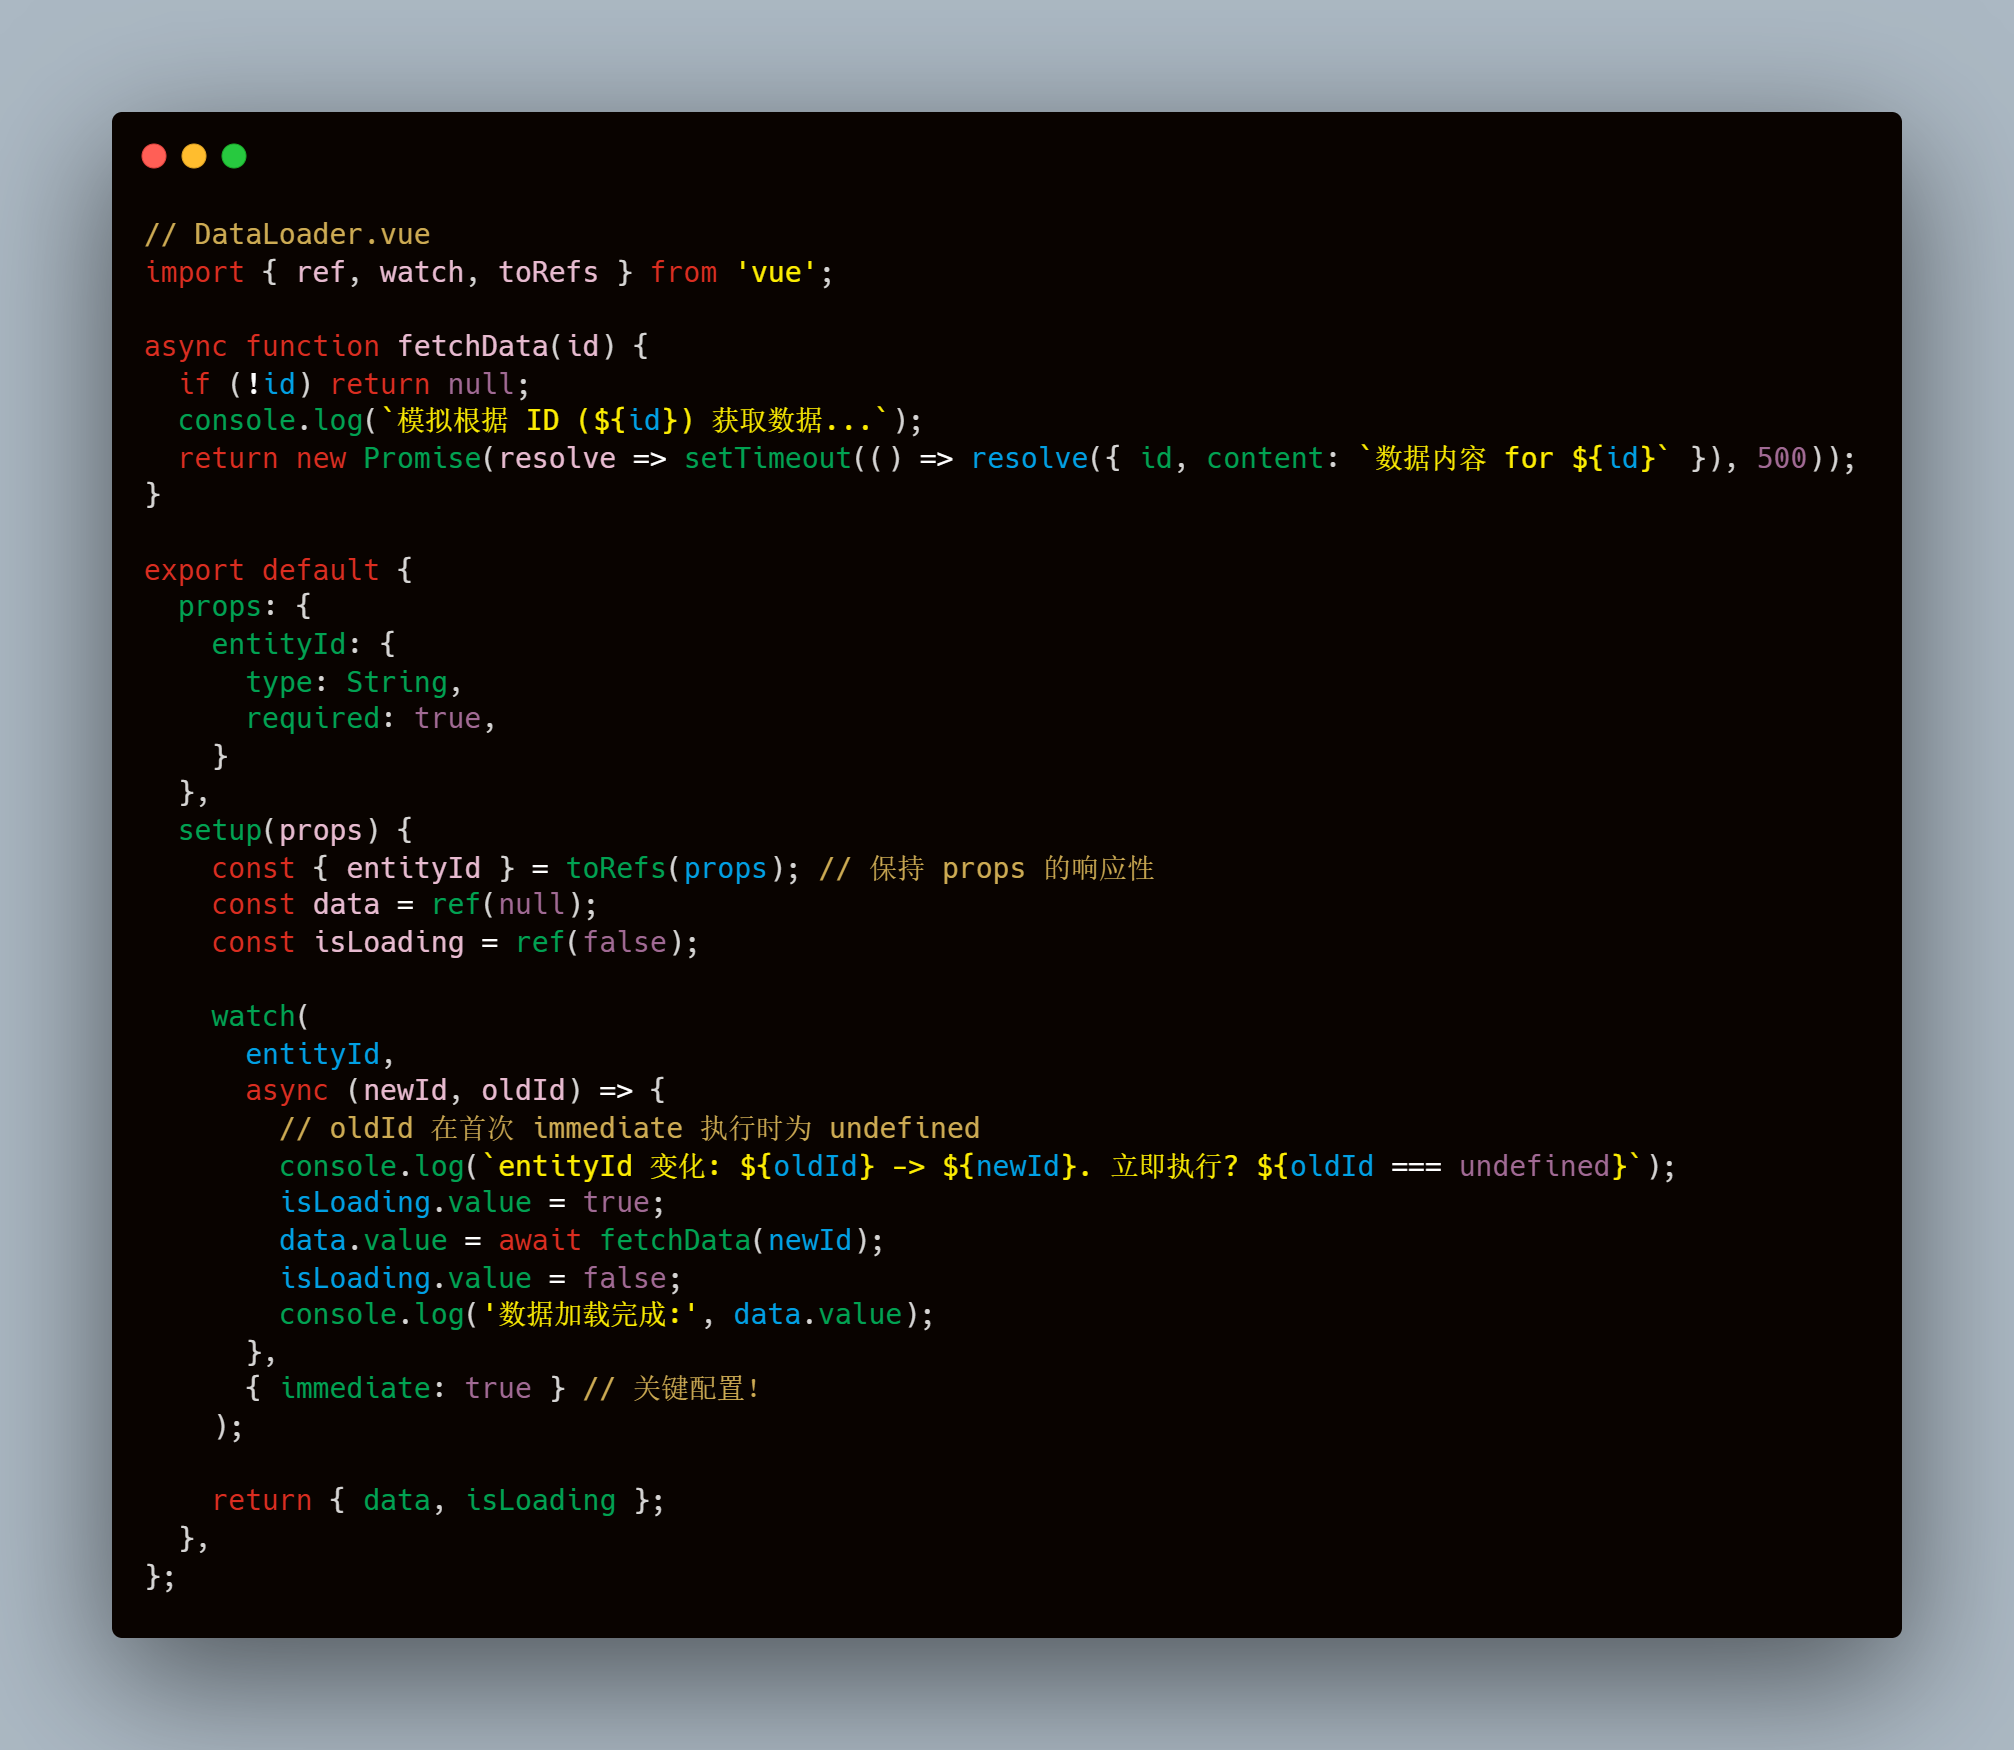 // DataLoader.vue
import { ref, watch, toRefs } from 'vue';
async function fetchData(id) {
  if (!id) return null;
  console.log(`模拟根据 ID (${id}) 获取数据...`);
  return new Promise(resolve => setTimeout(() => resolve({ id, content: `数据内容 for ${id}` }), 500));
}
export default {
  props: {
    entityId: {
      type: String,
      required: true,
    }
  },
  setup(props) {
    const { entityId } = toRefs(props); // 保持 props 的响应性
    const data = ref(null);
    const isLoading = ref(false);
    watch(
      entityId,
      async (newId, oldId) => {
        // oldId 在首次 immediate 执行时为 undefined
        console.log(`entityId 变化: ${oldId} -> ${newId}. 立即执行? ${oldId === undefined}`);
        isLoading.value = true;
        data.value = await fetchData(newId);
        isLoading.value = false;
        console.log('数据加载完成:', data.value);
      },
      { immediate: true } // 关键配置!
    );
    return { data, isLoading };
  },
};